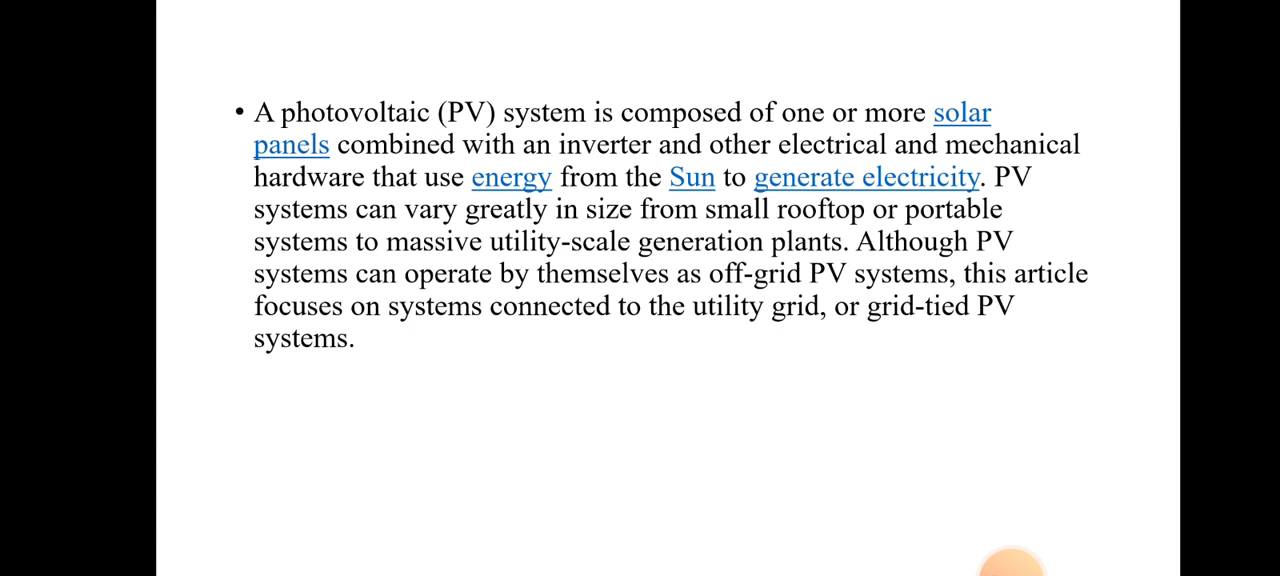 • A photovoltaic (PV) system is composed of one or more solar
panels combined with an inverter and other electrical and mechanical
hardware that use energy from the Sun to generate electricity. PV
systems can vary greatly in size from small rooftop or portable
systems to massive utility-scale generation plants. Although PV
systems can operate by themselves as off-grid PV systems, this article
focuses on systems connected to the utility grid, or grid-tied PV
systems.